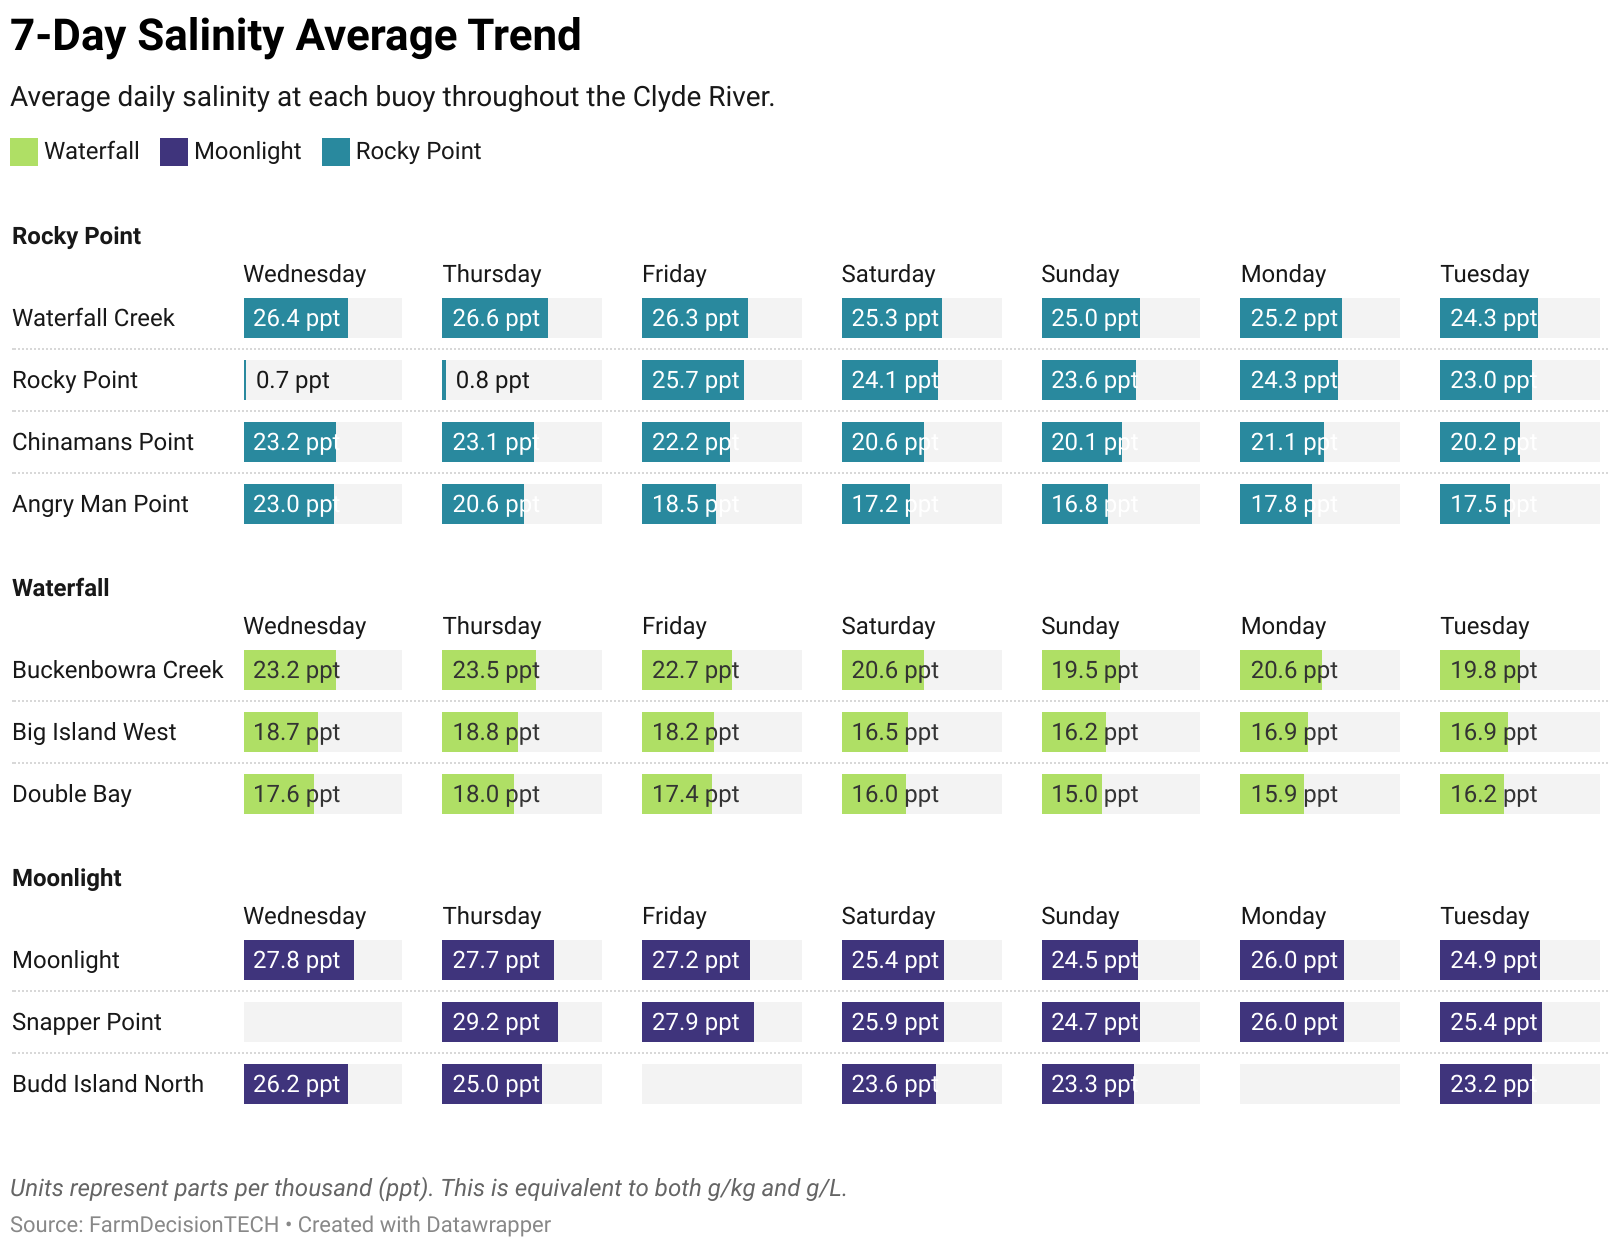 7-Day Salinity Average Trend
Average daily salinity at each buoy throughout the Clyde River.
Waterfall Moonlight Rocky Point
Rocky Point
Wednesday Thursday Friday Saturday Sunday Monday Tuesday
Waterfall Creek 26.4 ppt 26.6 ppt 26.3 ppt 25.3 ppt 25.0 ppt 25.2 ppt 24.3 ppt
Rocky Point 0.7 ppt 0.8 ppt 25.7 ppt 24.1 ppt 23.6 ppt 24.3 ppt 23.0 ppt
Chinamans Point 23.2 ppt 23.1 ppt 22.2 ppt 20.6 ppt 20.1 ppt 21.1 ppt 20.2 ppt
Angry Man Point 23.0 ppt 20.6 ppt 18.5 ppt 17.2 ppt 16.8 ppt 17.8 ppt 17.5 ppt
Waterfall
Wednesday Thursday Friday Saturday Sunday Monday Tuesday
Buckenbowra Creek 23.2 ppt 23.5 ppt 22.7 ppt 20.6 ppt 19.5 ppt 20.6 ppt 19.8 ppt
Big Island West 18.7 ppt 18.8 ppt 18.2 ppt 16.5 ppt 16.2 ppt 16.9 ppt 16.9 ppt
Double Bay 17.6 ppt 18.0 ppt 17.4 ppt 16.0 ppt 15.0 ppt 15.9 ppt 16.2 ppt
Moonlight
Wednesday Thursday Friday Saturday Sunday Monday Tuesday
Moonlight 27.8 ppt 27.7 ppt 27.2 ppt 25.4 ppt 24.5 ppt 26.0 ppt 24.9 ppt
Snapper Point 29.2 ppt 27.9 ppt 25.9 ppt 24.7 ppt 26.0 ppt 25.4 ppt
Budd Island North 26.2 ppt 25.0 ppt 23.6 ppt 23.3 ppt 23.2 ppt
Units represent parts per thousand (ppt). This is equivalent to both g/kg and g/L.
Source: FarmDecisionTECH • Created with Datawrapper